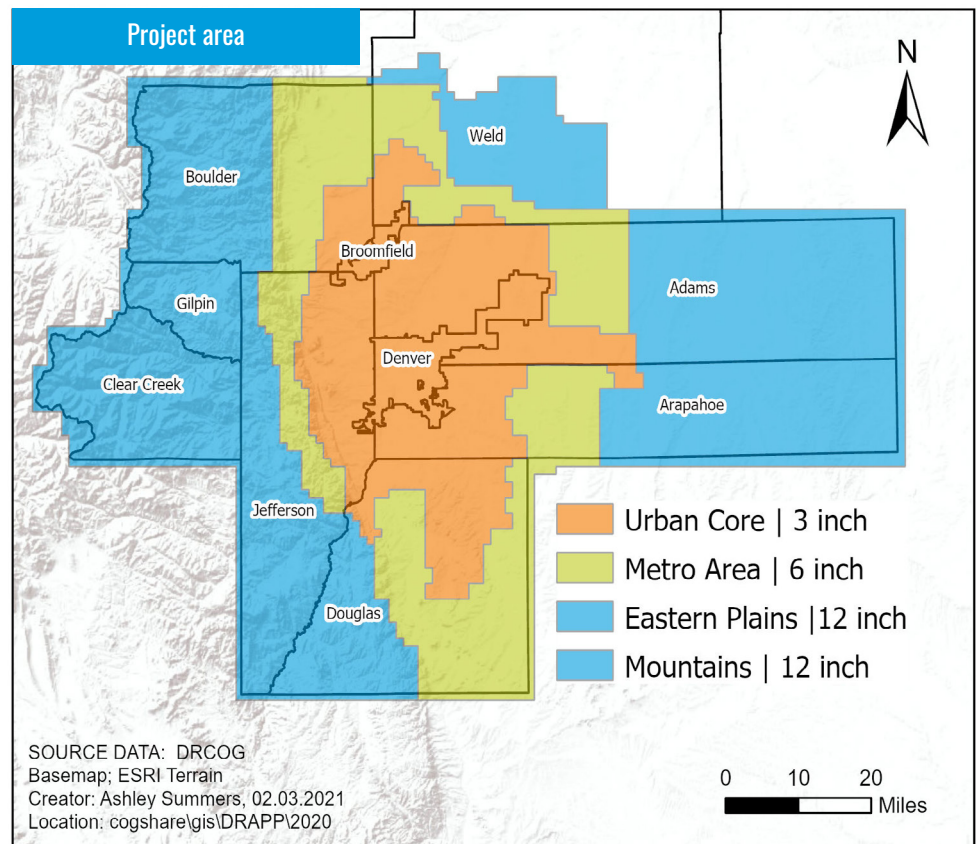 Project area
N
Weld
Boulder
Broomfield
Adams
Gilpin
Denver
Clear Creek
Arapahoe
Jefferson
Urban Core | 3 inch
Metro Area | 6 inch
Douglas
Eastern Plains |12 inch
Mountains | 12 inch
SOURCE DATA: DRCOG
Basemap; ESRI Terrain
Creator: Ashley Summers, 02.03.2021
Location: cogshare\gis\DRAPP\2020
0 10 20
Miles